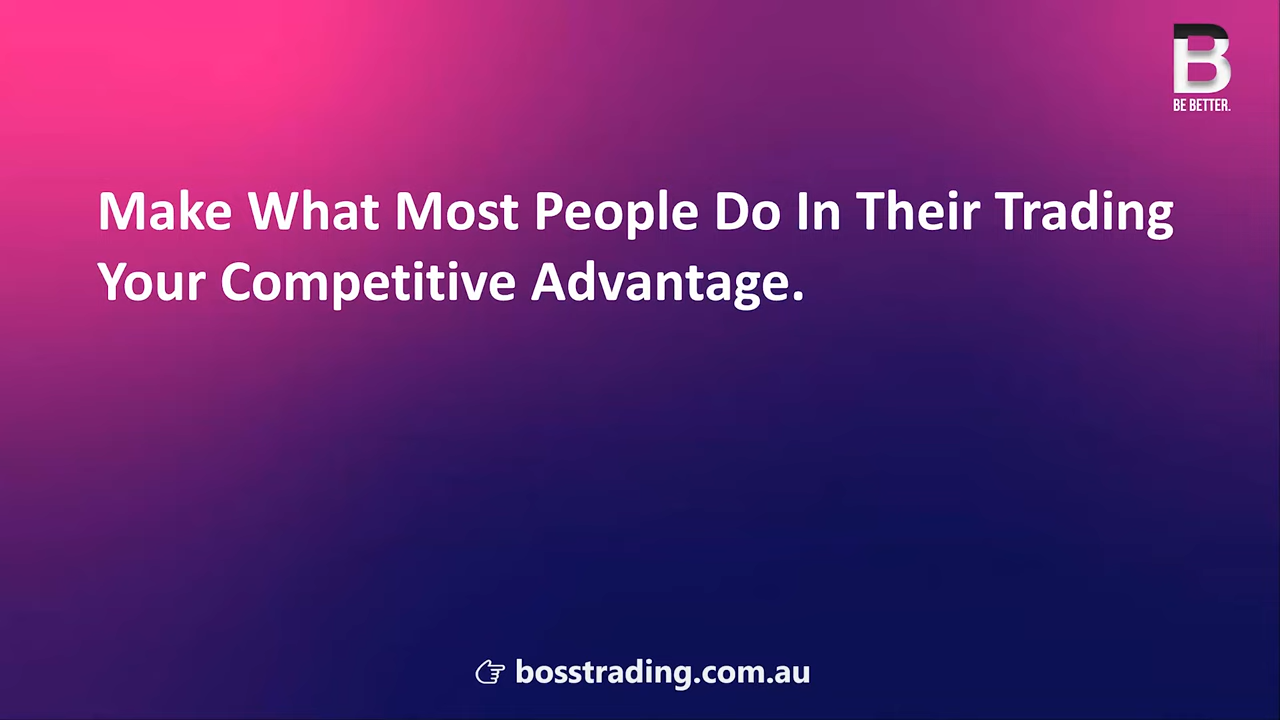 B
BE BETTER.
Make What Most People Do In Their Trading
Your Competitive Advantage.
☞ bosstrading.com.au